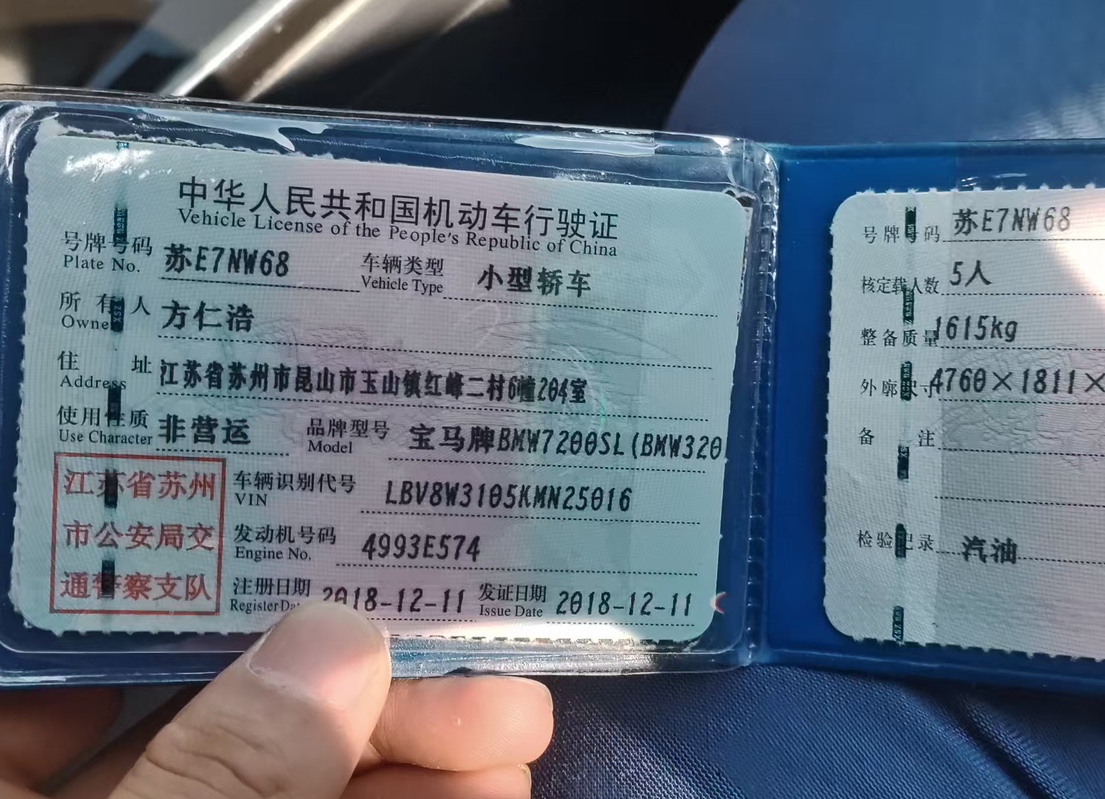 中华人民共和国机动车行驶证
Vehicle License of the People's Republic of China
号牌号码 苏E7NW68 车辆类型 小型轿车
Plate No. Vehicle Type
所有人 方仁浩
Owner
住址 江苏省苏州市昆山市玉山镇红峰二村6幢204室
Address
使用性质 非营运 品牌型号 宝马牌BMW7200SL(BMW320
Use Character Model
江苏省苏州
市公安局交
通警察支队
车辆识别代号 LBV8W3105KMN25016
VIN
发动机号码 4993E574
Engine No.
注册日期 2018-12-11 发证日期 2018-12-11
Register Issue Date
号牌号码 苏E7NW68
核定载人数 5人
整备质量 1615kg
外廓尺寸 4760×1811×
备注
检验记录 汽油